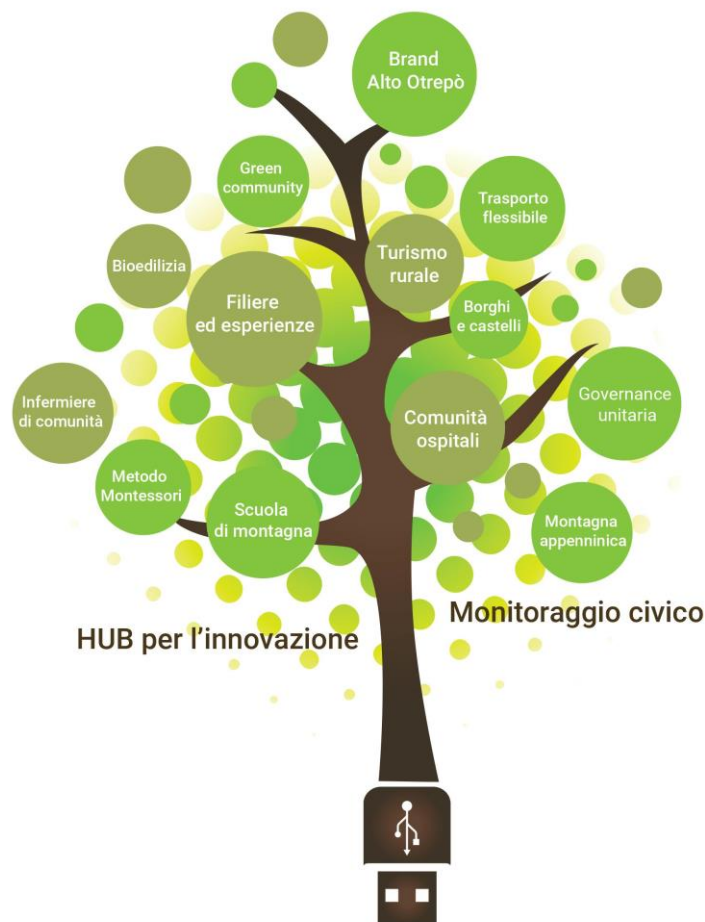 Brand
Alto Otrepò
Green
community
Trasporto
flessibile
Turismo
rurale
Bioedilizia
Filiere
ed esperienze
Borghi
e castelli
Infermiere
di comunità
Comunità
ospitali
Governance
unitaria
Metodo
Montessori
Scuola
di montagna
Montagna
appenninica
Monitoraggio civico
HUB per l'innovazione